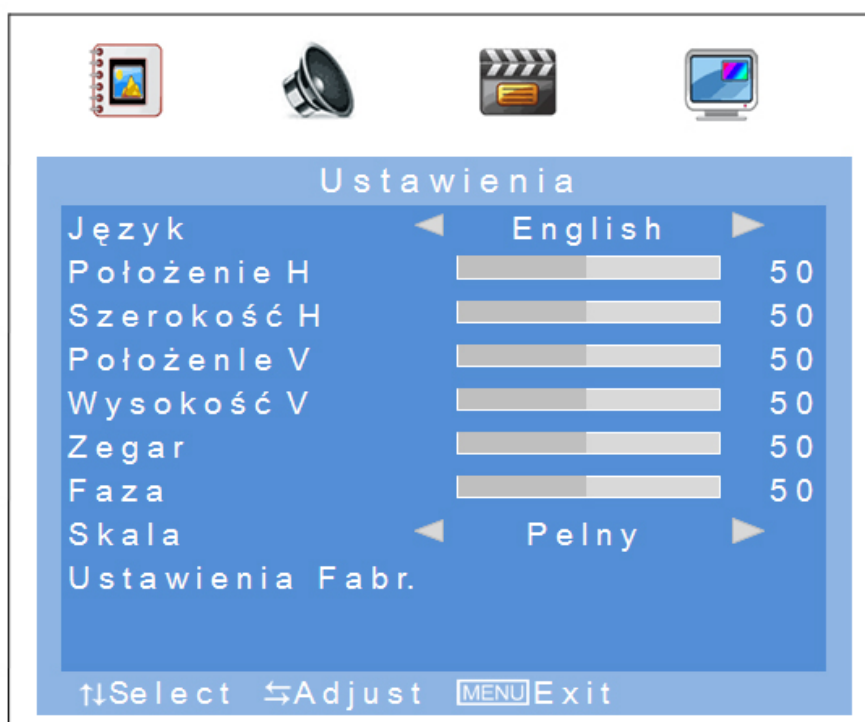 Ustawienia
Język English
Położenie H 50
Szerokość H 50
Położenle V 50
Wysokość V 50
Zegar 50
Faza 50
Skala Pelny
Ustawienia Fabr.
↑↓Select ⇆Adjust MENU Exit